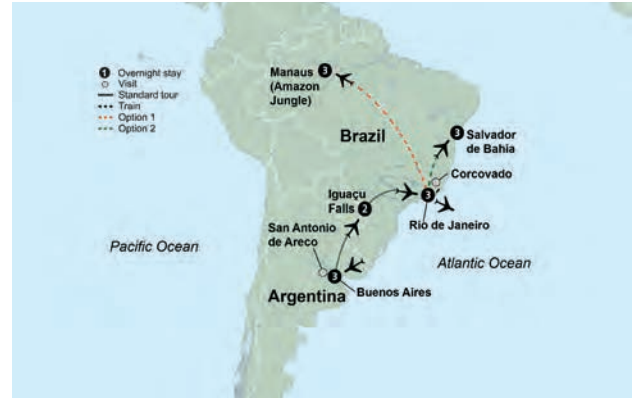 1 Overnight stay
Visit
Standard tour
Train
Option 1
Option 2
Manaus 3
(Amazon
Jungle)
Brazil
3 Salvador
de Bahia
Corcovado
Iguaçu
Falls
2
3
Rio de Janeiro
San Antonio
de Areco
Pacific Ocean
Atlantic Ocean
3
Argentina
Buenos Aires